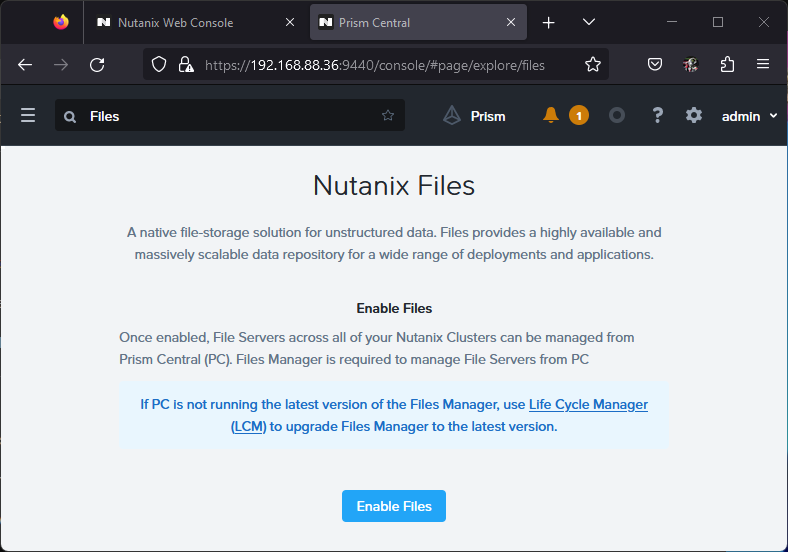 Nutanix Web Console
Prism Central
https://192.168.88.36:9440/console/#page/explore/files
Files
Prism
1
?
admin
Nutanix Files
A native file-storage solution for unstructured data. Files provides a highly available and
massively scalable data repository for a wide range of deployments and applications.
Enable Files
Once enabled, File Servers across all of your Nutanix Clusters can be managed from
Prism Central (PC). Files Manager is required to manage File Servers from PC
If PC is not running the latest version of the Files Manager, use Life Cycle Manager
(LCM) to upgrade Files Manager to the latest version.
Enable Files